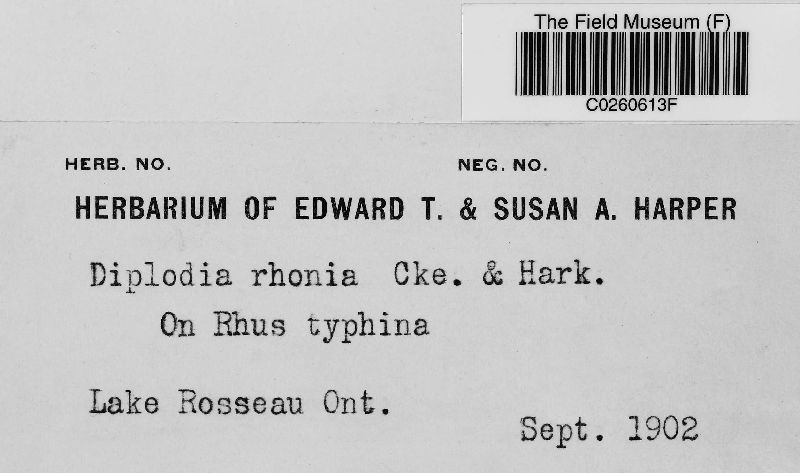 The Field Museum (F)
C0260613F
HERB. NO. NEG. NO.
HERBARIUM OF EDWARD T. & SUSAN A. HARPER
Diplodia rhonia Cke. & Hark.
On Rhus typhina
Lake Rosseau Ont.
Sept. 1902